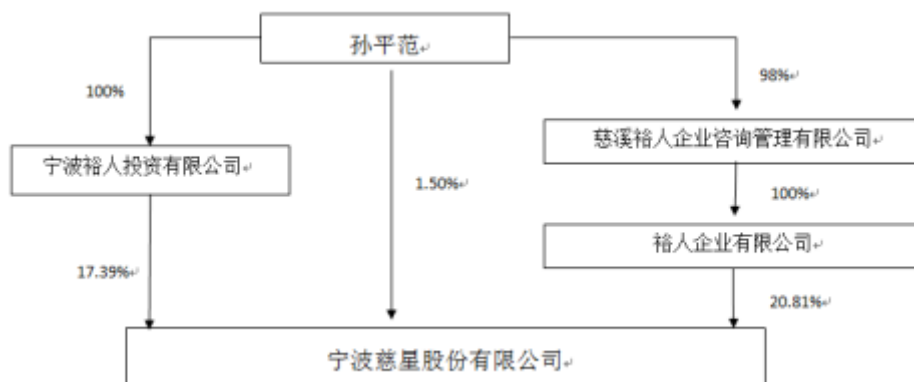 孙平范
100%
98%
宁波裕人投资有限公司
慈溪裕人企业咨询管理有限公司
1.50%
100%
裕人企业有限公司
17.39%
20.81%
宁波慈星股份有限公司